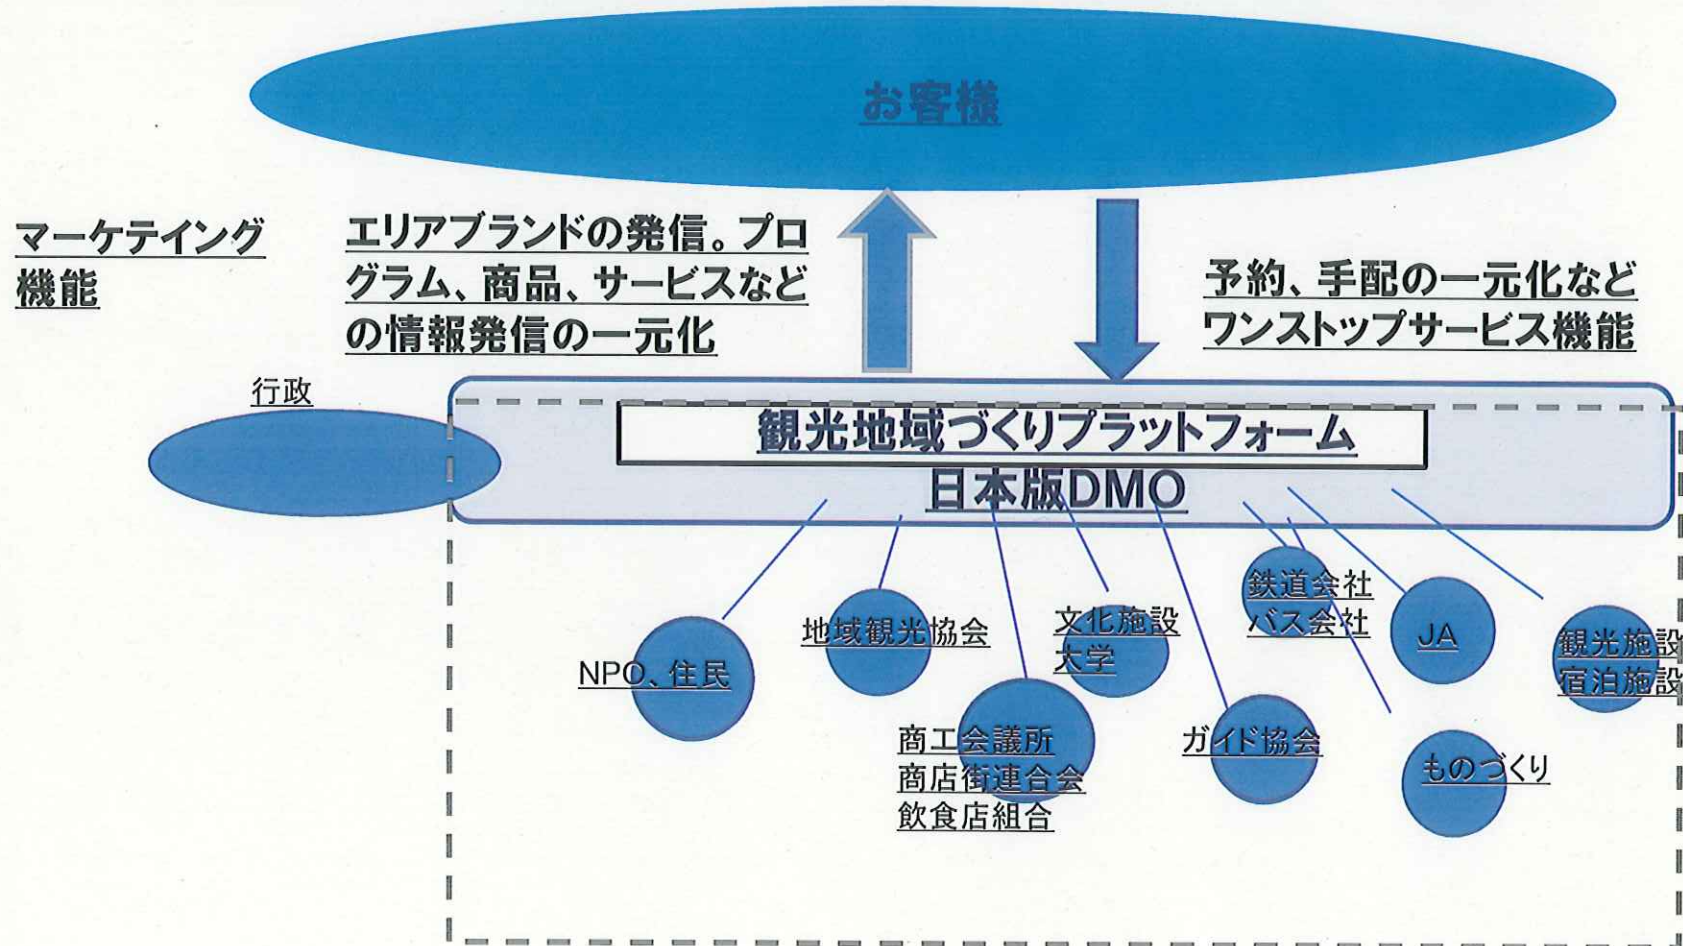 お客様
マーケテイング
機能
エリアブランドの発信。プロ
グラム、商品、サービスなど
の情報発信の一元化
予約、手配の一元化など
ワンストップサービス機能
行政
観光地域づくりプラットフォーム
日本版DMO
NPO、住民
地域観光協会
商工会議所
商店街連合会
飲食店組合
文化施設
大学
ガイド協会
鉄道会社
バス会社
JA
ものづくり
観光施設
宿泊施設